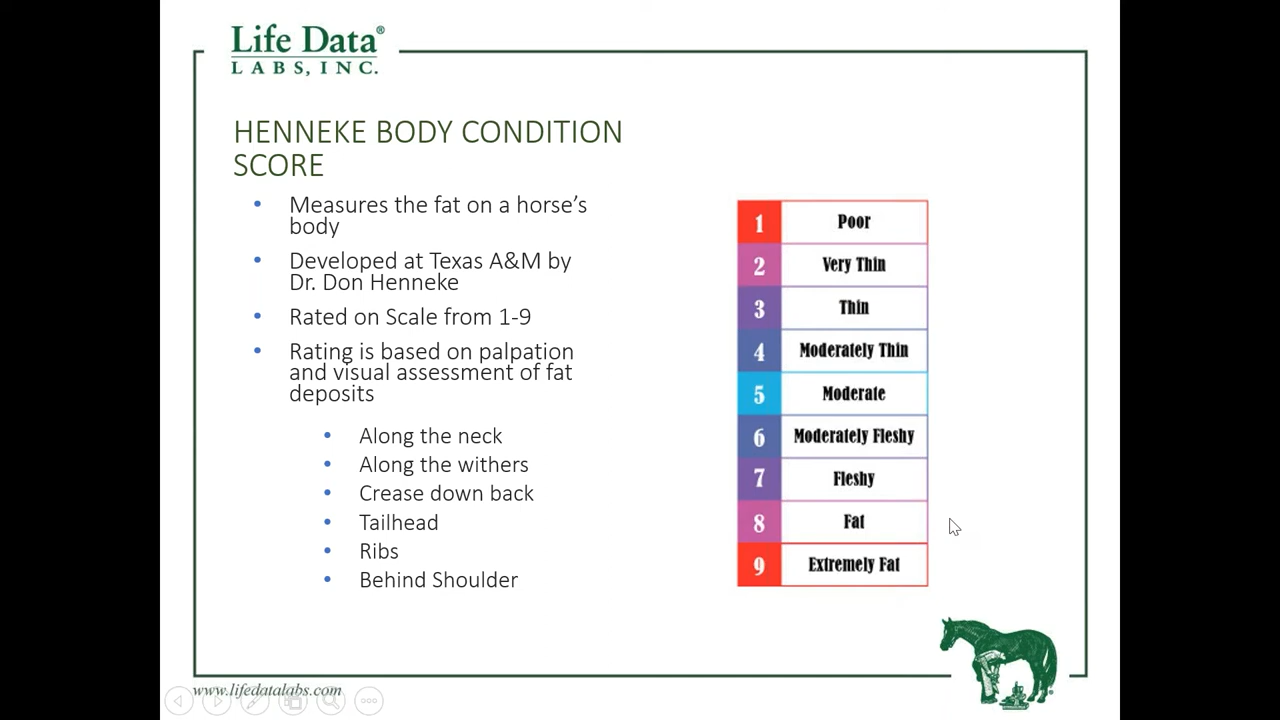 Life Data®
LABS, INC.
HENNEKE BODY CONDITION
SCORE
• Measures the fat on a horse’s
body
• Developed at Texas A&M by
Dr. Don Henneke
• Rated on Scale from 1-9
• Rating is based on palpation
and visual assessment of fat
deposits
• Along the neck
• Along the withers
• Crease down back
• Tailhead
• Ribs
• Behind Shoulder
1 Poor
2 Very Thin
3 Thin
4 Moderately Thin
5 Moderate
6 Moderately Fleshy
7 Fleshy
8 Fat
9 Extremely Fat
www.lifedatalabs.com